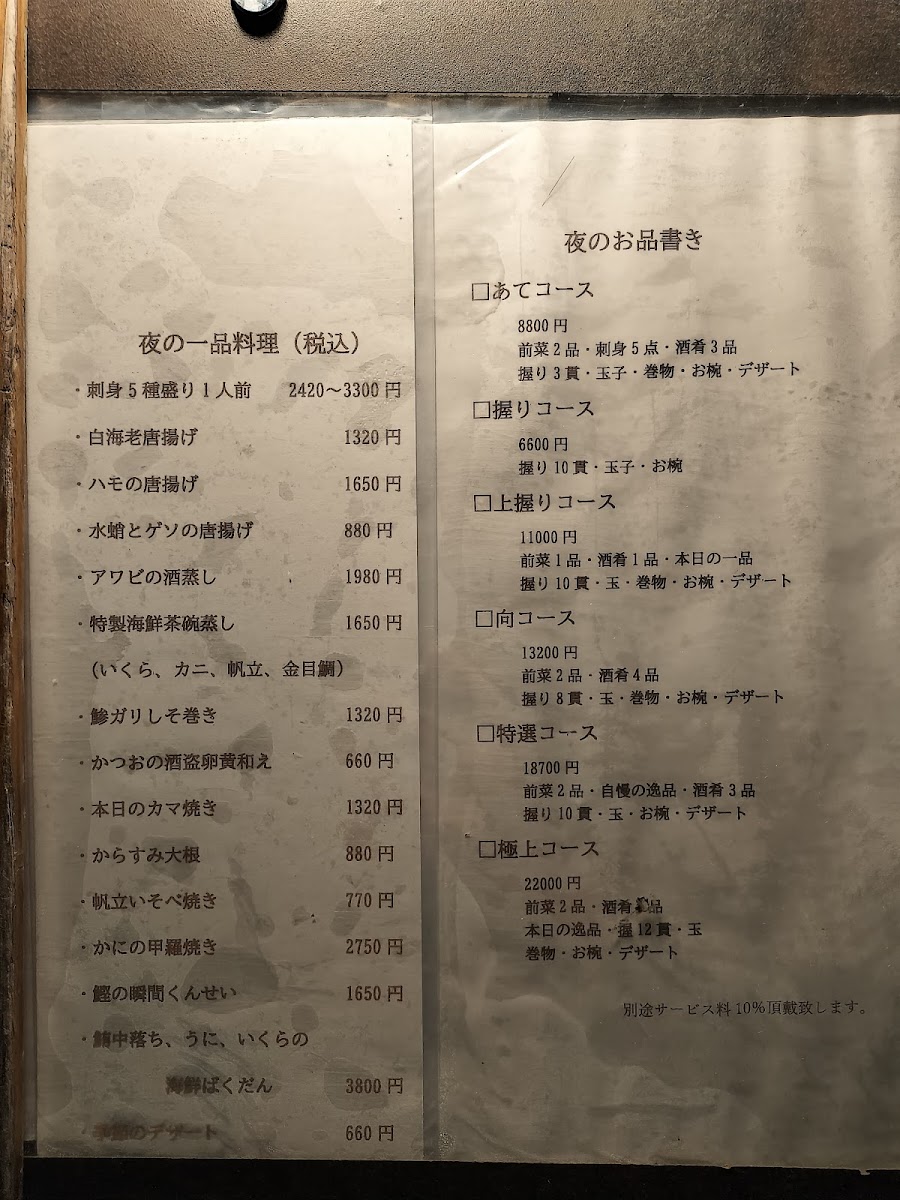 夜の一品料理（税込）
・刺身5種盛り1人前 2420～3300円
・白海老唐揚げ 1320円
・ハモの唐揚げ 1650円
・水蛸とゲソの唐揚げ 880円
・アワビの酒蒸し 1980円
・特製海鮮茶碗蒸し 1650円
（いくら、カニ、帆立、金目鯛）
・鯵ガリしそ巻き 1320円
・かつおの酒盗卵黄和え 660円
・本日のカマ焼き 1320円
・からすみ大根 880円
・帆立いそべ焼き 770円
・かにの甲羅焼き 2750円
・鰹の瞬間くんせい 1650円
・鮪中落ち、うに、いくらの
海鮮ばくだん 3800円
・季節のデザート 660円
夜のお品書き
□あてコース
8800円
前菜2品・刺身5点・酒肴3品
握り3貫・玉子・巻物・お椀・デザート
□握りコース
6600円
握り10貫・玉子・お椀
□上握りコース
11000円
前菜1品・酒肴1品・本日の一品
握り10貫・玉・巻物・お椀・デザート
□向コース
13200円
前菜2品・酒肴4品
握り8貫・玉・巻物・お椀・デザート
□特選コース
18700円
前菜2品・自慢の逸品・酒肴3品
握り10貫・玉・お椀・デザート
□極上コース
22000円
前菜2品・酒肴 品
本日の逸品・握12貫・玉
巻物・お椀・デザート
別途サービス料10%頂戴致します。